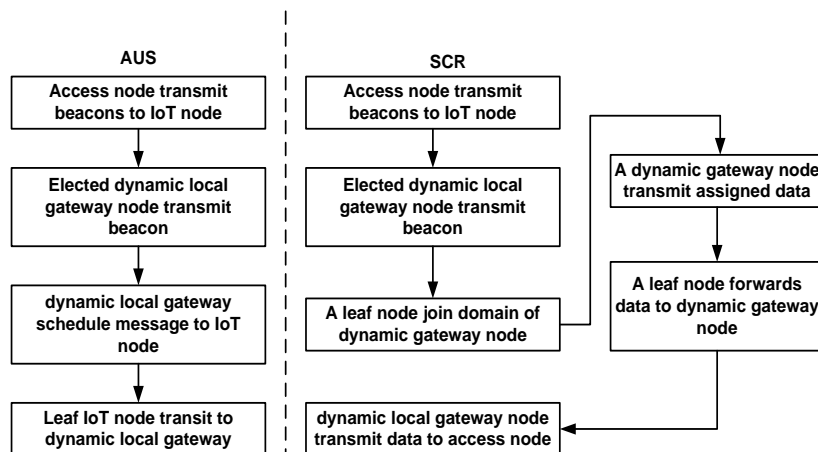 AUS
Access node transmit
beacons to IoT node
Elected dynamic local
gateway node transmit
beacon
dynamic local gateway
schedule message to IoT
node
Leaf IoT node transit to
dynamic local gateway
SCR
Access node transmit
beacons to IoT node
Elected dynamic local
gateway node transmit
beacon
A leaf node join domain of
dynamic gateway node
A dynamic gateway node
transmit assigned data
A leaf node forwards
data to dynamic gateway
node
dynamic local gateway node
transmit data to access node